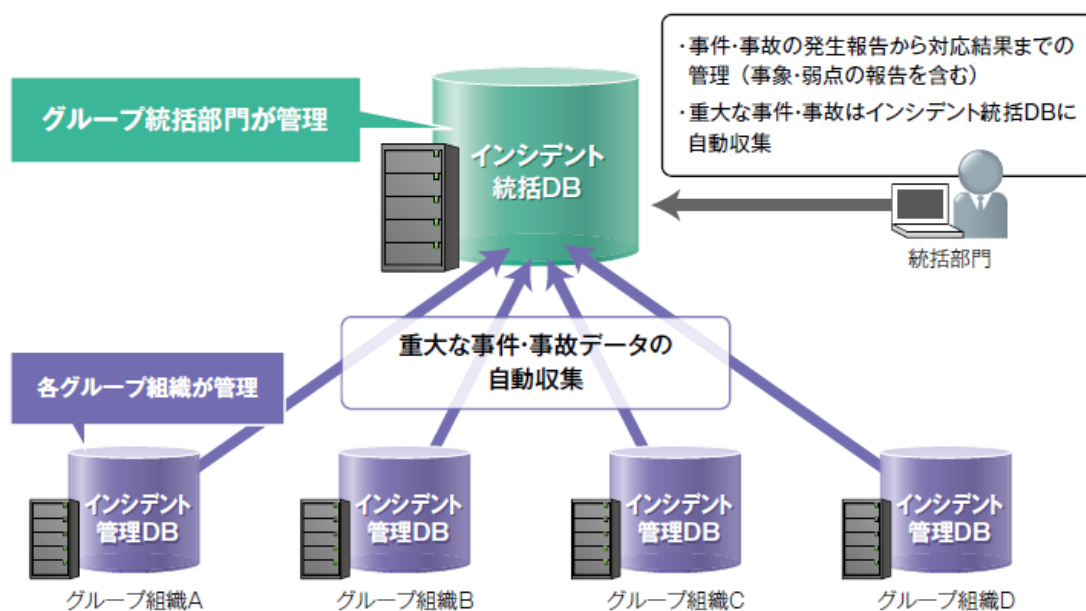 ・事件・事故の発生報告から対応結果までの
管理（事象・弱点の報告を含む）
・重大な事件・事故はインシデント統括DBに
自動収集
グループ統括部門が管理
インシデント
統括DB
統括部門
重大な事件・事故データの
自動収集
各グループ組織が管理
インシデント
管理DB
インシデント
管理DB
インシデント
管理DB
インシデント
管理DB
グループ組織A
グループ組織B
グループ組織C
グループ組織D